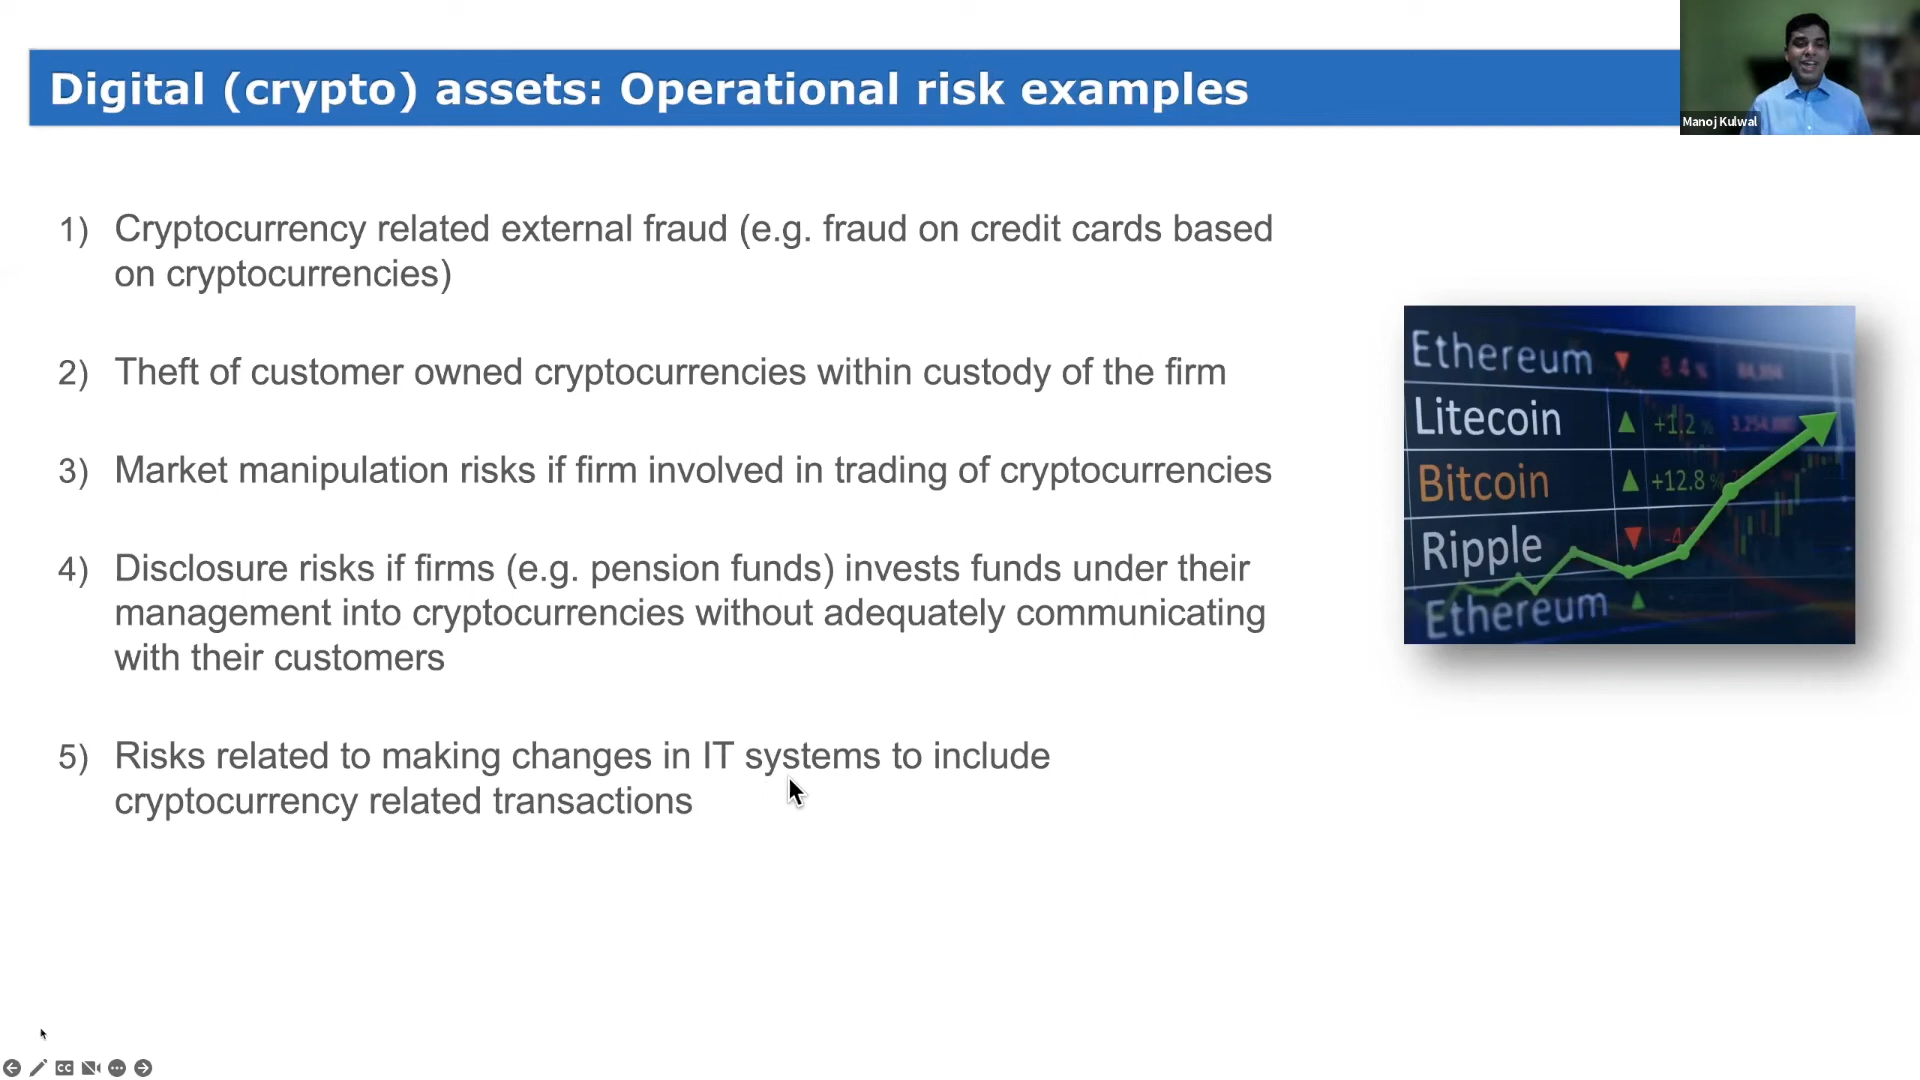 Digital (crypto) assets: Operational risk examples
Manoj Kulwal
1) Cryptocurrency related external fraud (e.g. fraud on credit cards based
on cryptocurrencies)
2) Theft of customer owned cryptocurrencies within custody of the firm
3) Market manipulation risks if firm involved in trading of cryptocurrencies
4) Disclosure risks if firms (e.g. pension funds) invests funds under their
management into cryptocurrencies without adequately communicating
with their customers
5) Risks related to making changes in IT systems to include
cryptocurrency related transactions
Ethereum ▼ 8.4 %
Litecoin ▲ +1.2 %
Bitcoin ▲ +12.8 %
Ripple ▼ -4
Ethereum ▲
CC